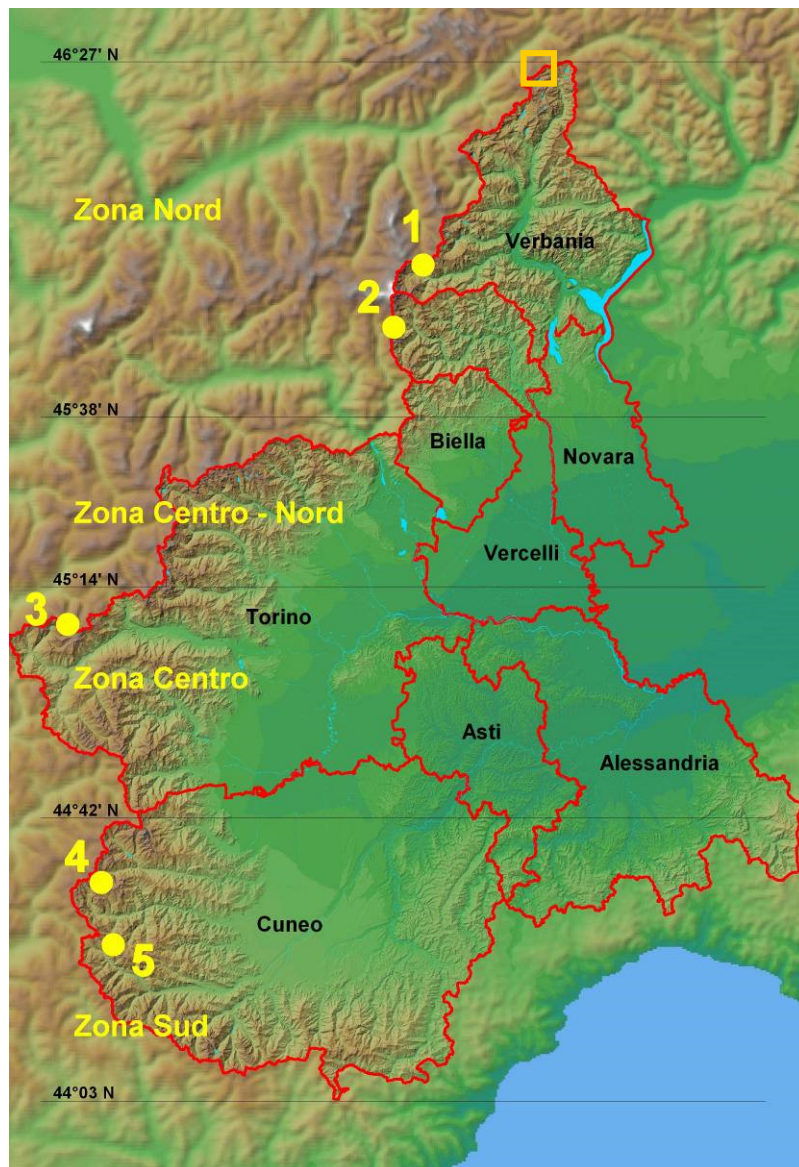 46°27' N
Zona Nord
1
Verbania
2
45°38' N
Biella
Novara
Zona Centro - Nord
Vercelli
45°14' N
3
Torino
Zona Centro
Asti
Alessandria
44°42' N
4
Cuneo
5
Zona Sud
44°03' N